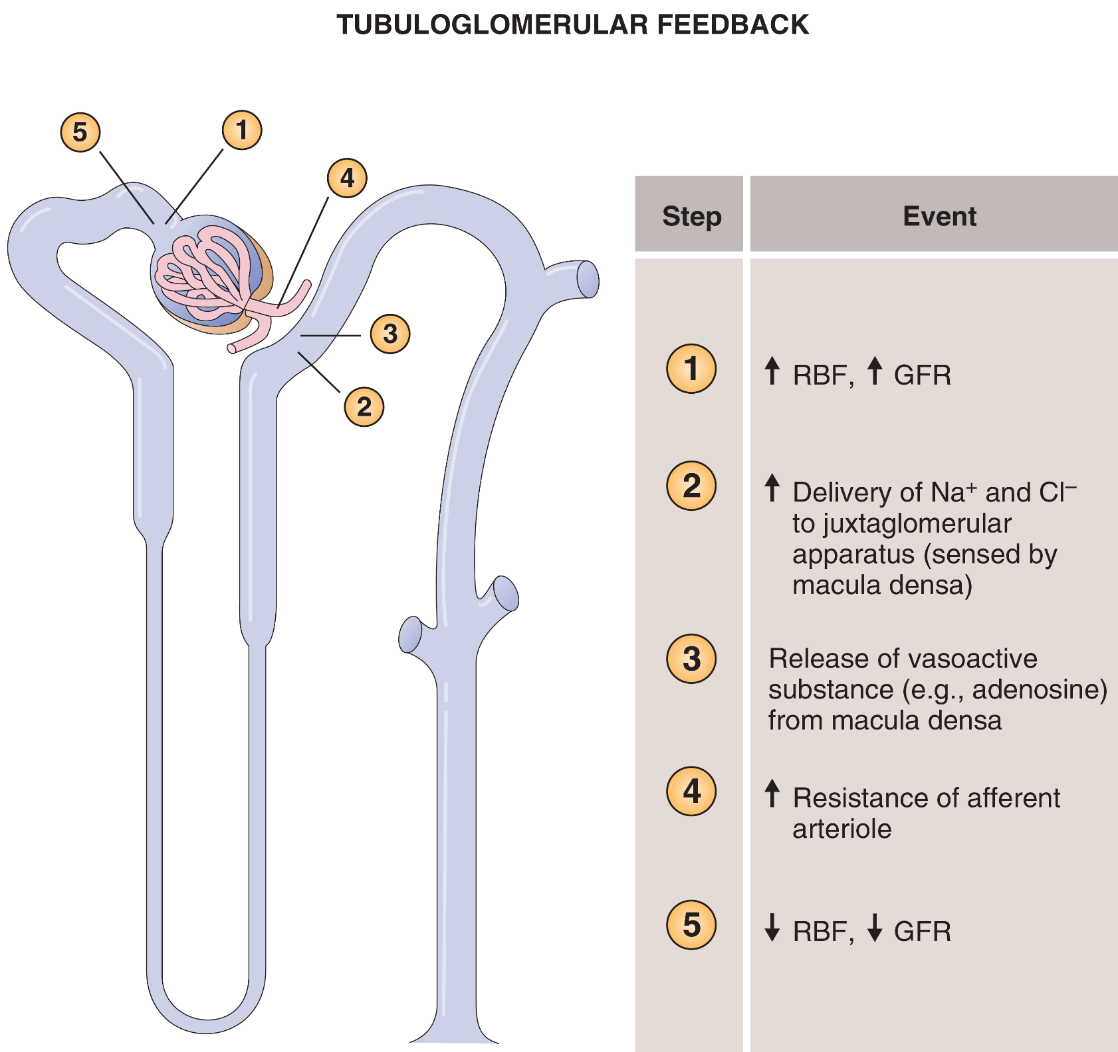 TUBULOGLOMERULAR FEEDBACK
5
1
4
3
2
Step
Event
1
↑ RBF, ↑ GFR
2
↑ Delivery of Na⁺ and Cl⁻
to juxtaglomerular
apparatus (sensed by
macula densa)
3
Release of vasoactive
substance (e.g., adenosine)
from macula densa
4
↑ Resistance of afferent
arteriole
5
↓ RBF, ↓ GFR